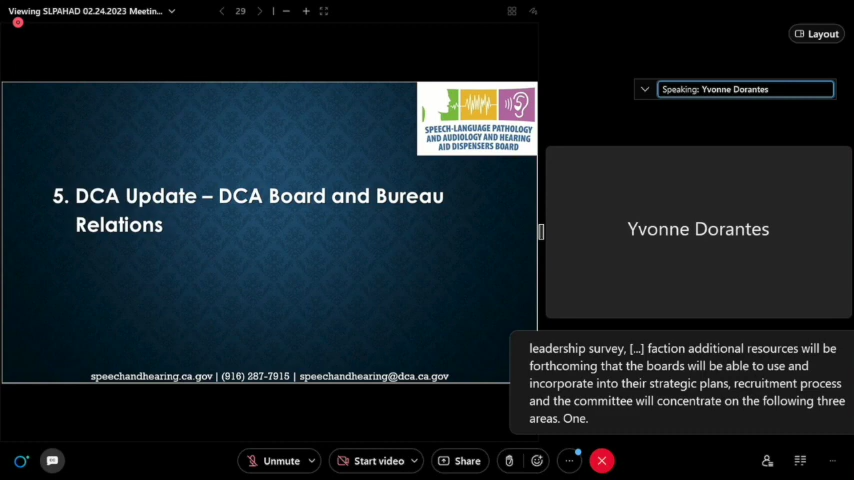 Viewing SLPAHAD 02.24.2023 Meetin...
29
Layout
Speaking: Yvonne Dorantes
SPEECH-LANGUAGE PATHOLOGY
AND AUDIOLOGY AND HEARING
AID DISPENSERS BOARD
5. DCA Update – DCA Board and Bureau
Relations
speechandhearing.ca.gov | (916) 287-7915 | speechandhearing@dca.ca.gov
Yvonne Dorantes
leadership survey, [...] faction additional resources will be
forthcoming that the boards will be able to use and
incorporate into their strategic plans, recruitment process
and the committee will concentrate on the following three
areas. One.
Unmute
Start video
Share